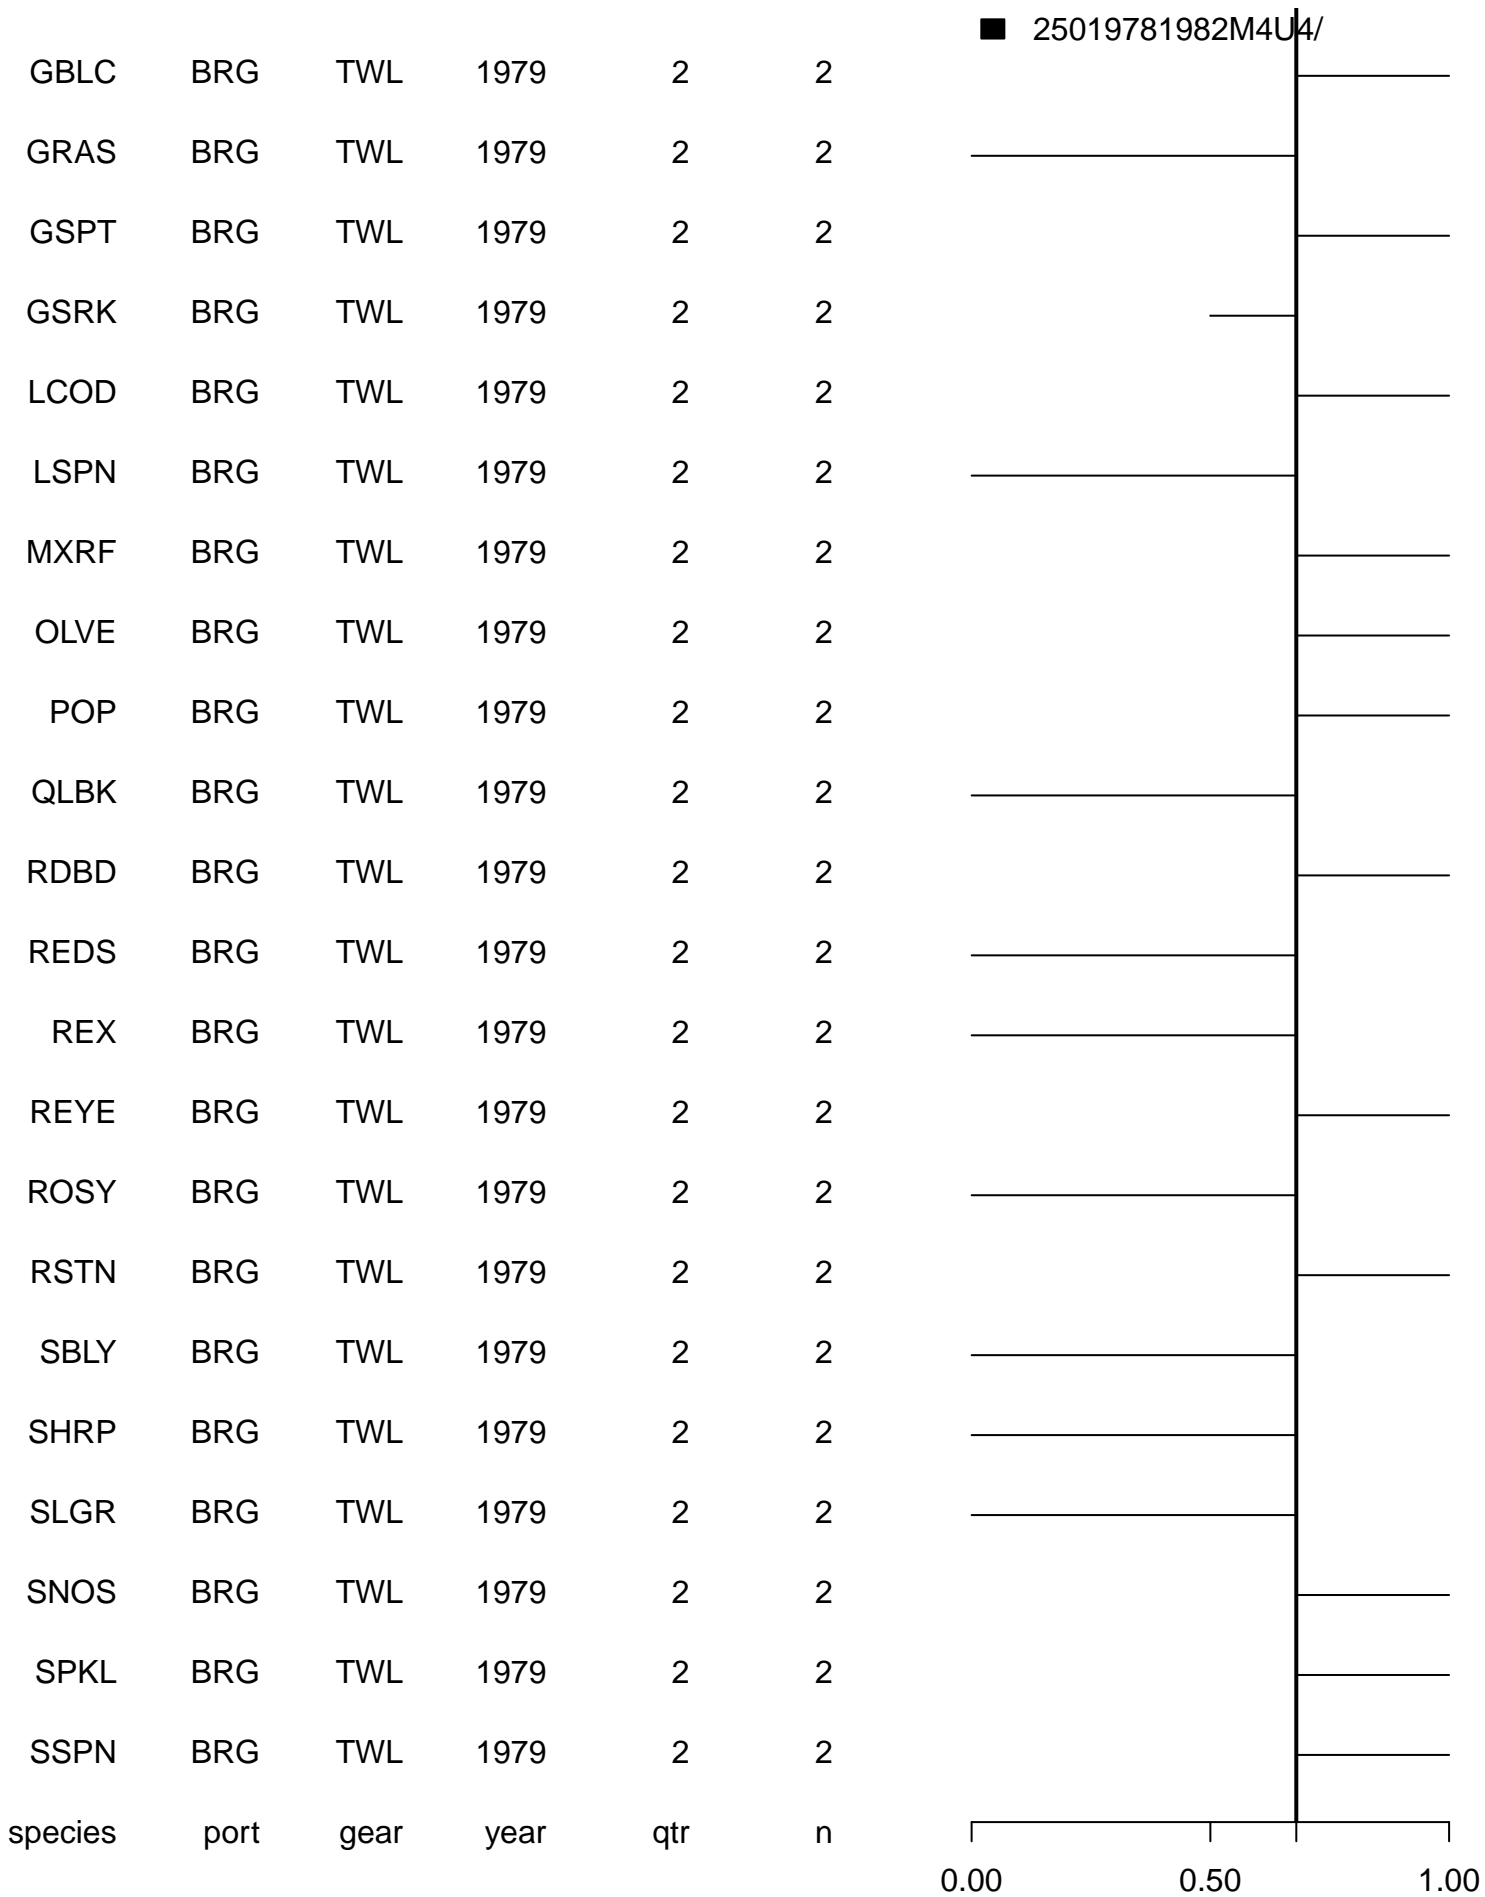 25019781982M4U4/
GBLC BRG TWL 1979 2 2
GRAS BRG TWL 1979 2 2
GSPT BRG TWL 1979 2 2
GSRK BRG TWL 1979 2 2
LCOD BRG TWL 1979 2 2
LSPN BRG TWL 1979 2 2
MXRF BRG TWL 1979 2 2
OLVE BRG TWL 1979 2 2
POP BRG TWL 1979 2 2
QLBK BRG TWL 1979 2 2
RDBD BRG TWL 1979 2 2
REDS BRG TWL 1979 2 2
REX BRG TWL 1979 2 2
REYE BRG TWL 1979 2 2
ROSY BRG TWL 1979 2 2
RSTN BRG TWL 1979 2 2
SBLY BRG TWL 1979 2 2
SHRP BRG TWL 1979 2 2
SLGR BRG TWL 1979 2 2
SNOS BRG TWL 1979 2 2
SPKL BRG TWL 1979 2 2
SSPN BRG TWL 1979 2 2
species port gear year qtr n
0.00 0.50 1.00